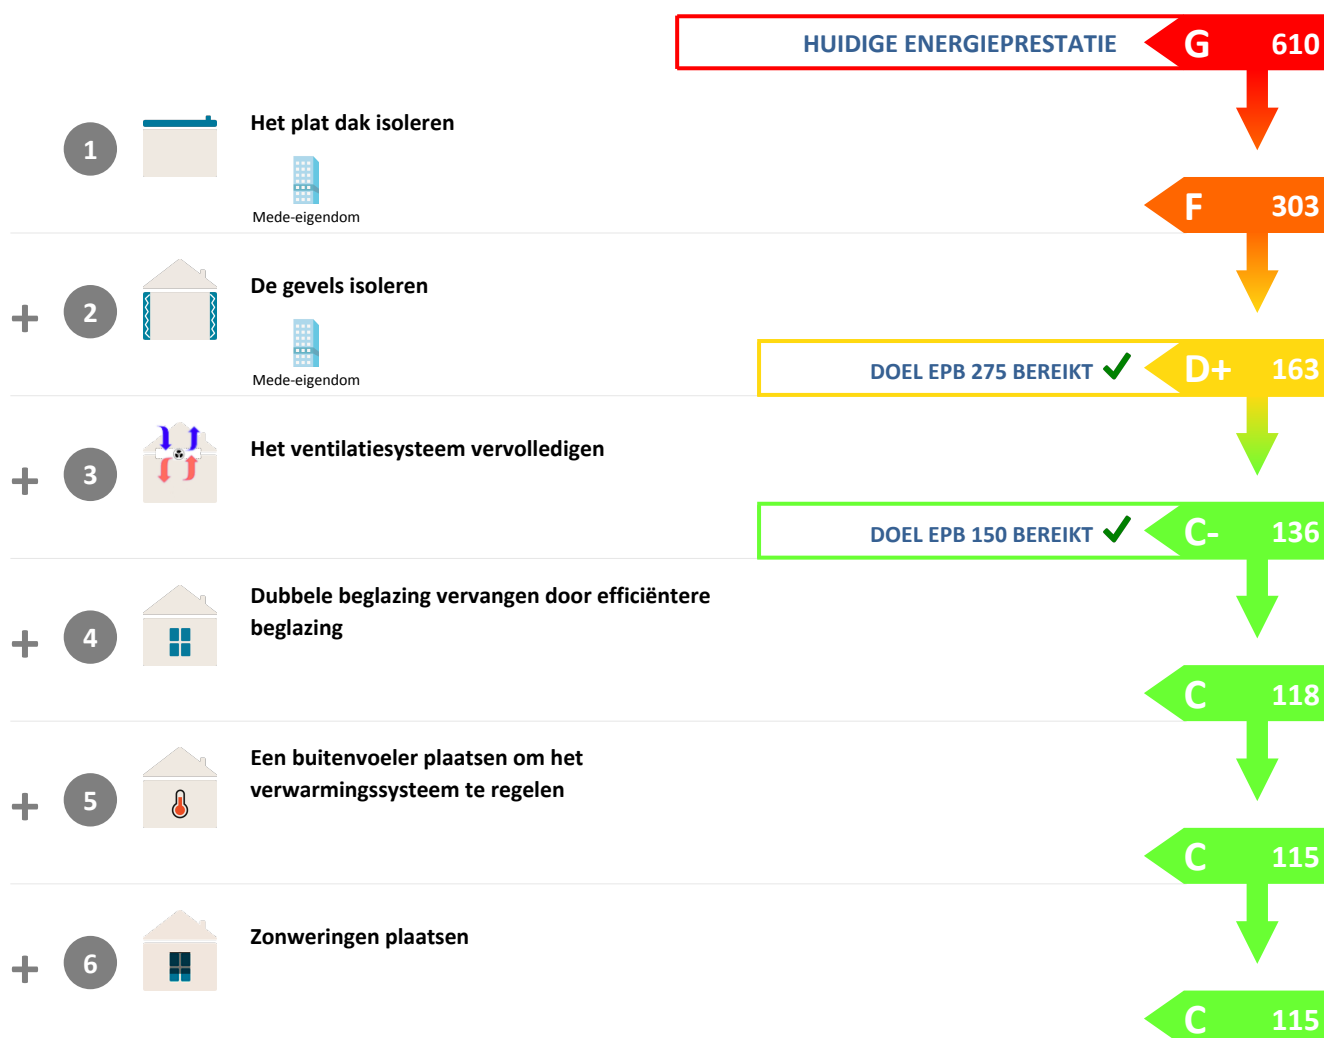 HUIDIGE ENERGIEPRESTATIE G 610
1 Het plat dak isoleren
Mede-eigendom
F 303
+ 2 De gevels isoleren
Mede-eigendom
DOEL EPB 275 BEREIKT ✓ D+ 163
+ 3 Het ventilatiesysteem vervolledigen
DOEL EPB 150 BEREIKT ✓ C- 136
+ 4 Dubbele beglazing vervangen door efficiëntere
beglazing
C 118
+ 5 Een buitenvoeler plaatsen om het
verwarmingssysteem te regelen
C 115
+ 6 Zonweringen plaatsen
C 115